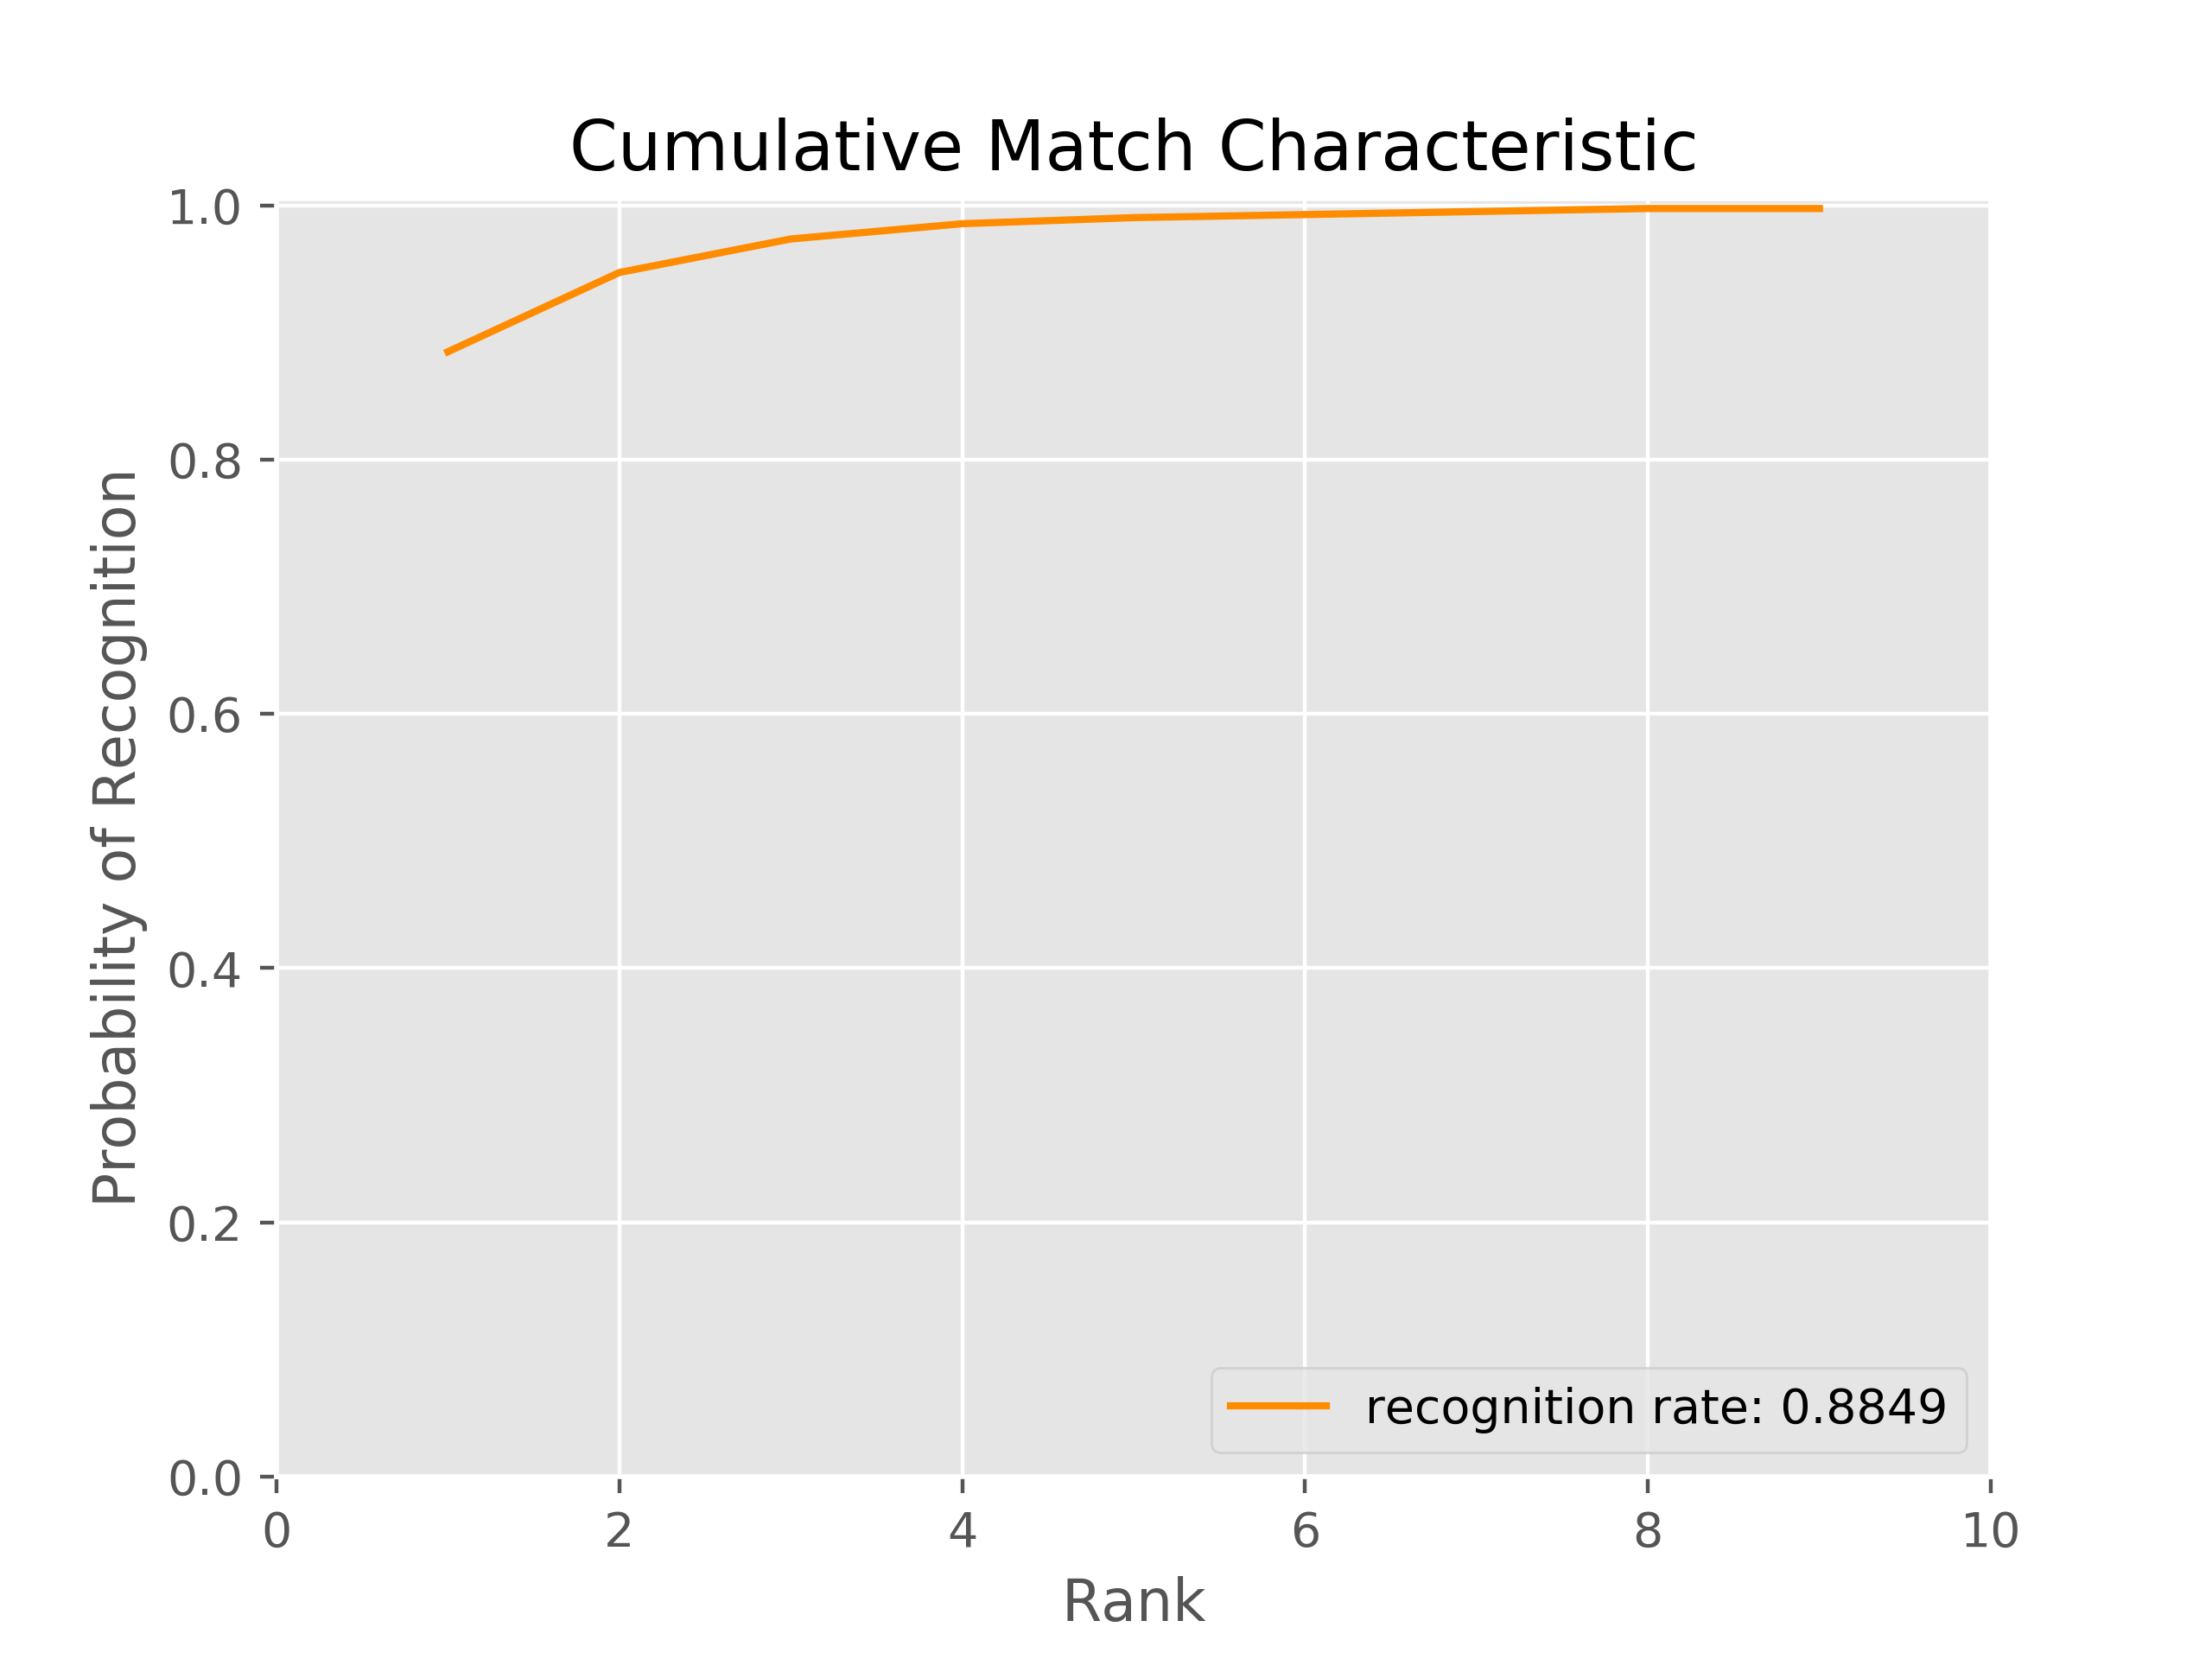 Cumulative Match Characteristic
1.0
0.8
0.6
0.4
0.2
0.0
Probability of Recognition
recognition rate: 0.8849
0 2 4 6 8 10
Rank